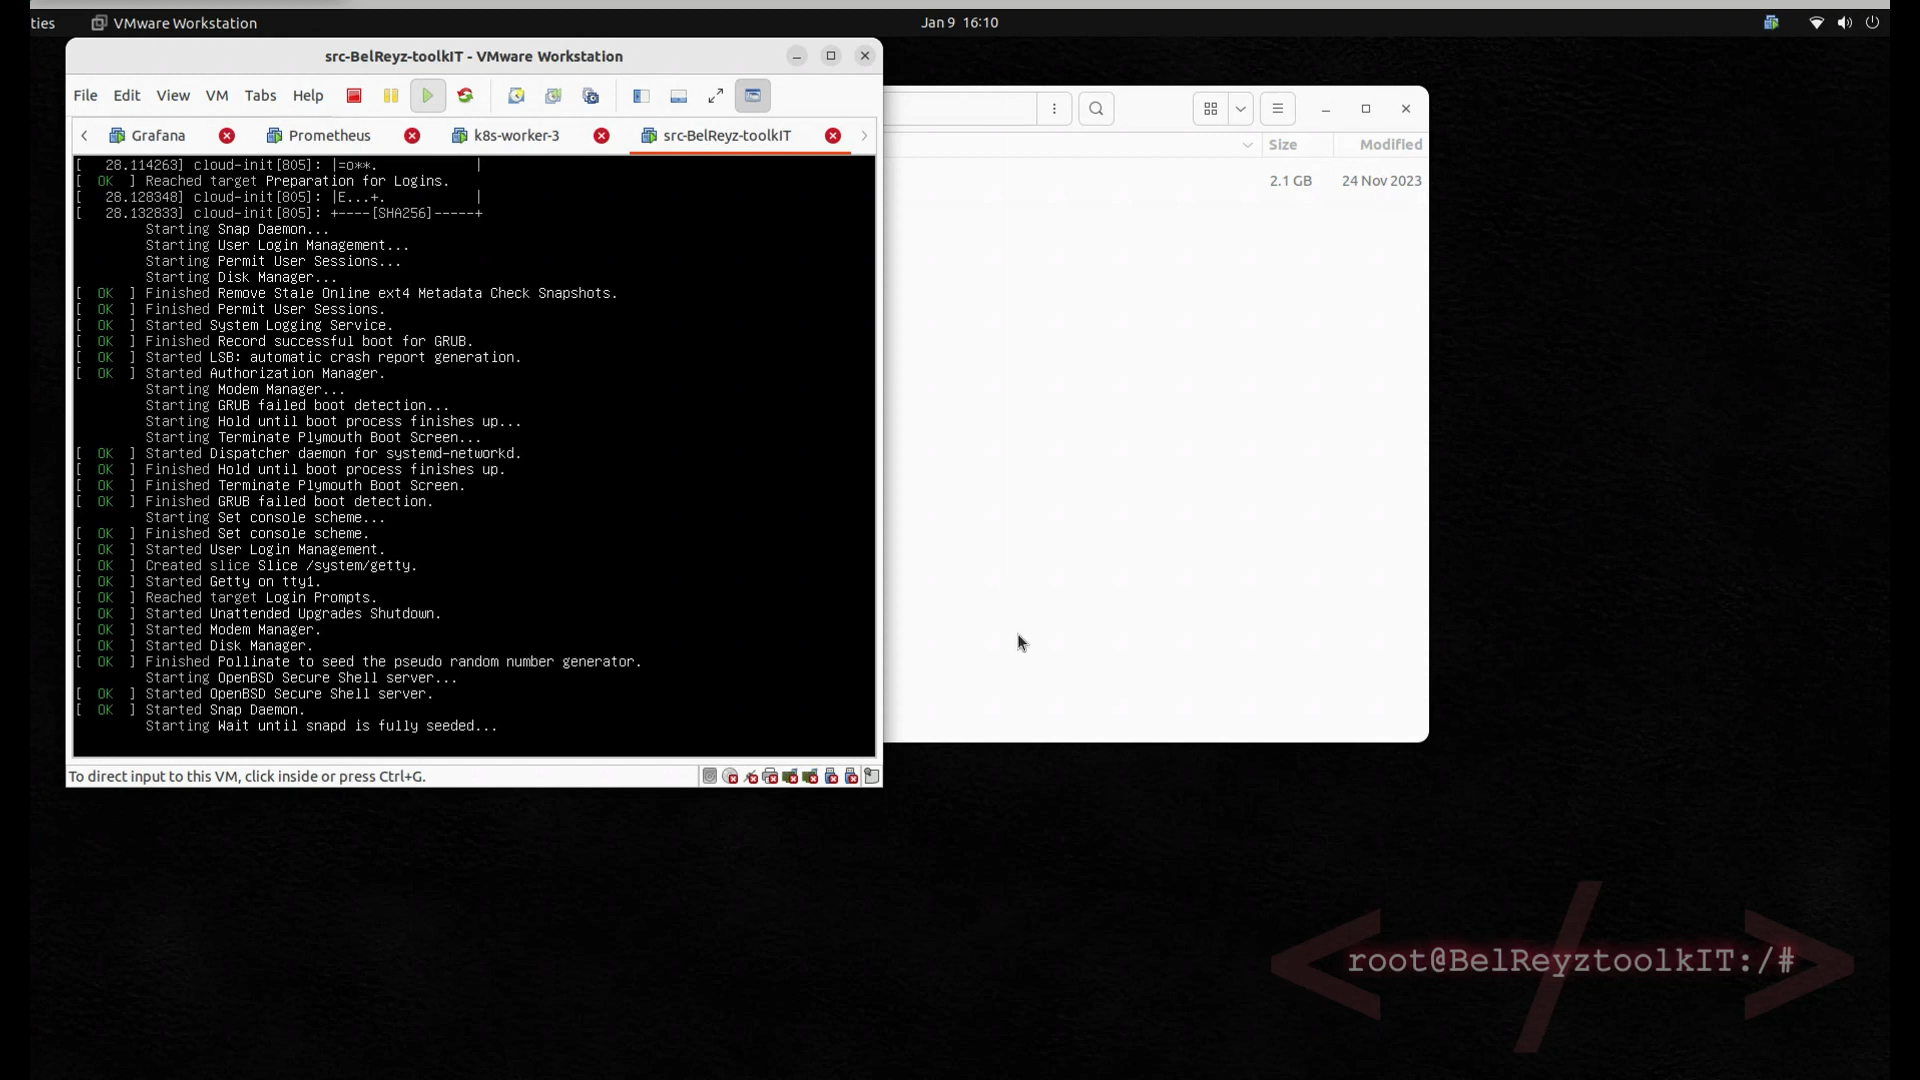 ties
VMware Workstation
Jan 9 16:10
src-BelReyz-toolkIT - VMware Workstation
File Edit View VM Tabs Help
Grafana Prometheus k8s-worker-3 src-BelReyz-toolkIT
Size Modified
2.1 GB 24 Nov 2023
[ 28.114263] cloud-init[805]: |=o**. |
[ OK ] Reached target Preparation for Logins.
[ 28.128348] cloud-init[805]: |E...+. |
[ 28.132833] cloud-init[805]: +----[SHA256]-----+
Starting Snap Daemon...
Starting User Login Management...
Starting Permit User Sessions...
Starting Disk Manager...
[ OK ] Finished Remove Stale Online ext4 Metadata Check Snapshots.
[ OK ] Finished Permit User Sessions.
[ OK ] Started System Logging Service.
[ OK ] Finished Record successful boot for GRUB.
[ OK ] Started LSB: automatic crash report generation.
[ OK ] Started Authorization Manager.
Starting Modem Manager...
Starting GRUB failed boot detection...
Starting Hold until boot process finishes up...
Starting Terminate Plymouth Boot Screen...
[ OK ] Started Dispatcher daemon for systemd-networkd.
[ OK ] Finished Hold until boot process finishes up.
[ OK ] Finished Terminate Plymouth Boot Screen.
[ OK ] Finished GRUB failed boot detection.
Starting Set console scheme...
[ OK ] Finished Set console scheme.
[ OK ] Started User Login Management.
[ OK ] Created slice Slice /system/getty.
[ OK ] Started Getty on tty1.
[ OK ] Reached target Login Prompts.
[ OK ] Started Unattended Upgrades Shutdown.
[ OK ] Started Modem Manager.
[ OK ] Started Disk Manager.
[ OK ] Finished Pollinate to seed the pseudo random number generator.
Starting OpenBSD Secure Shell server...
[ OK ] Started OpenBSD Secure Shell server.
[ OK ] Started Snap Daemon.
Starting Wait until snapd is fully seeded...
To direct input to this VM, click inside or press Ctrl+G.
root@BelReyztoolkIT:/#